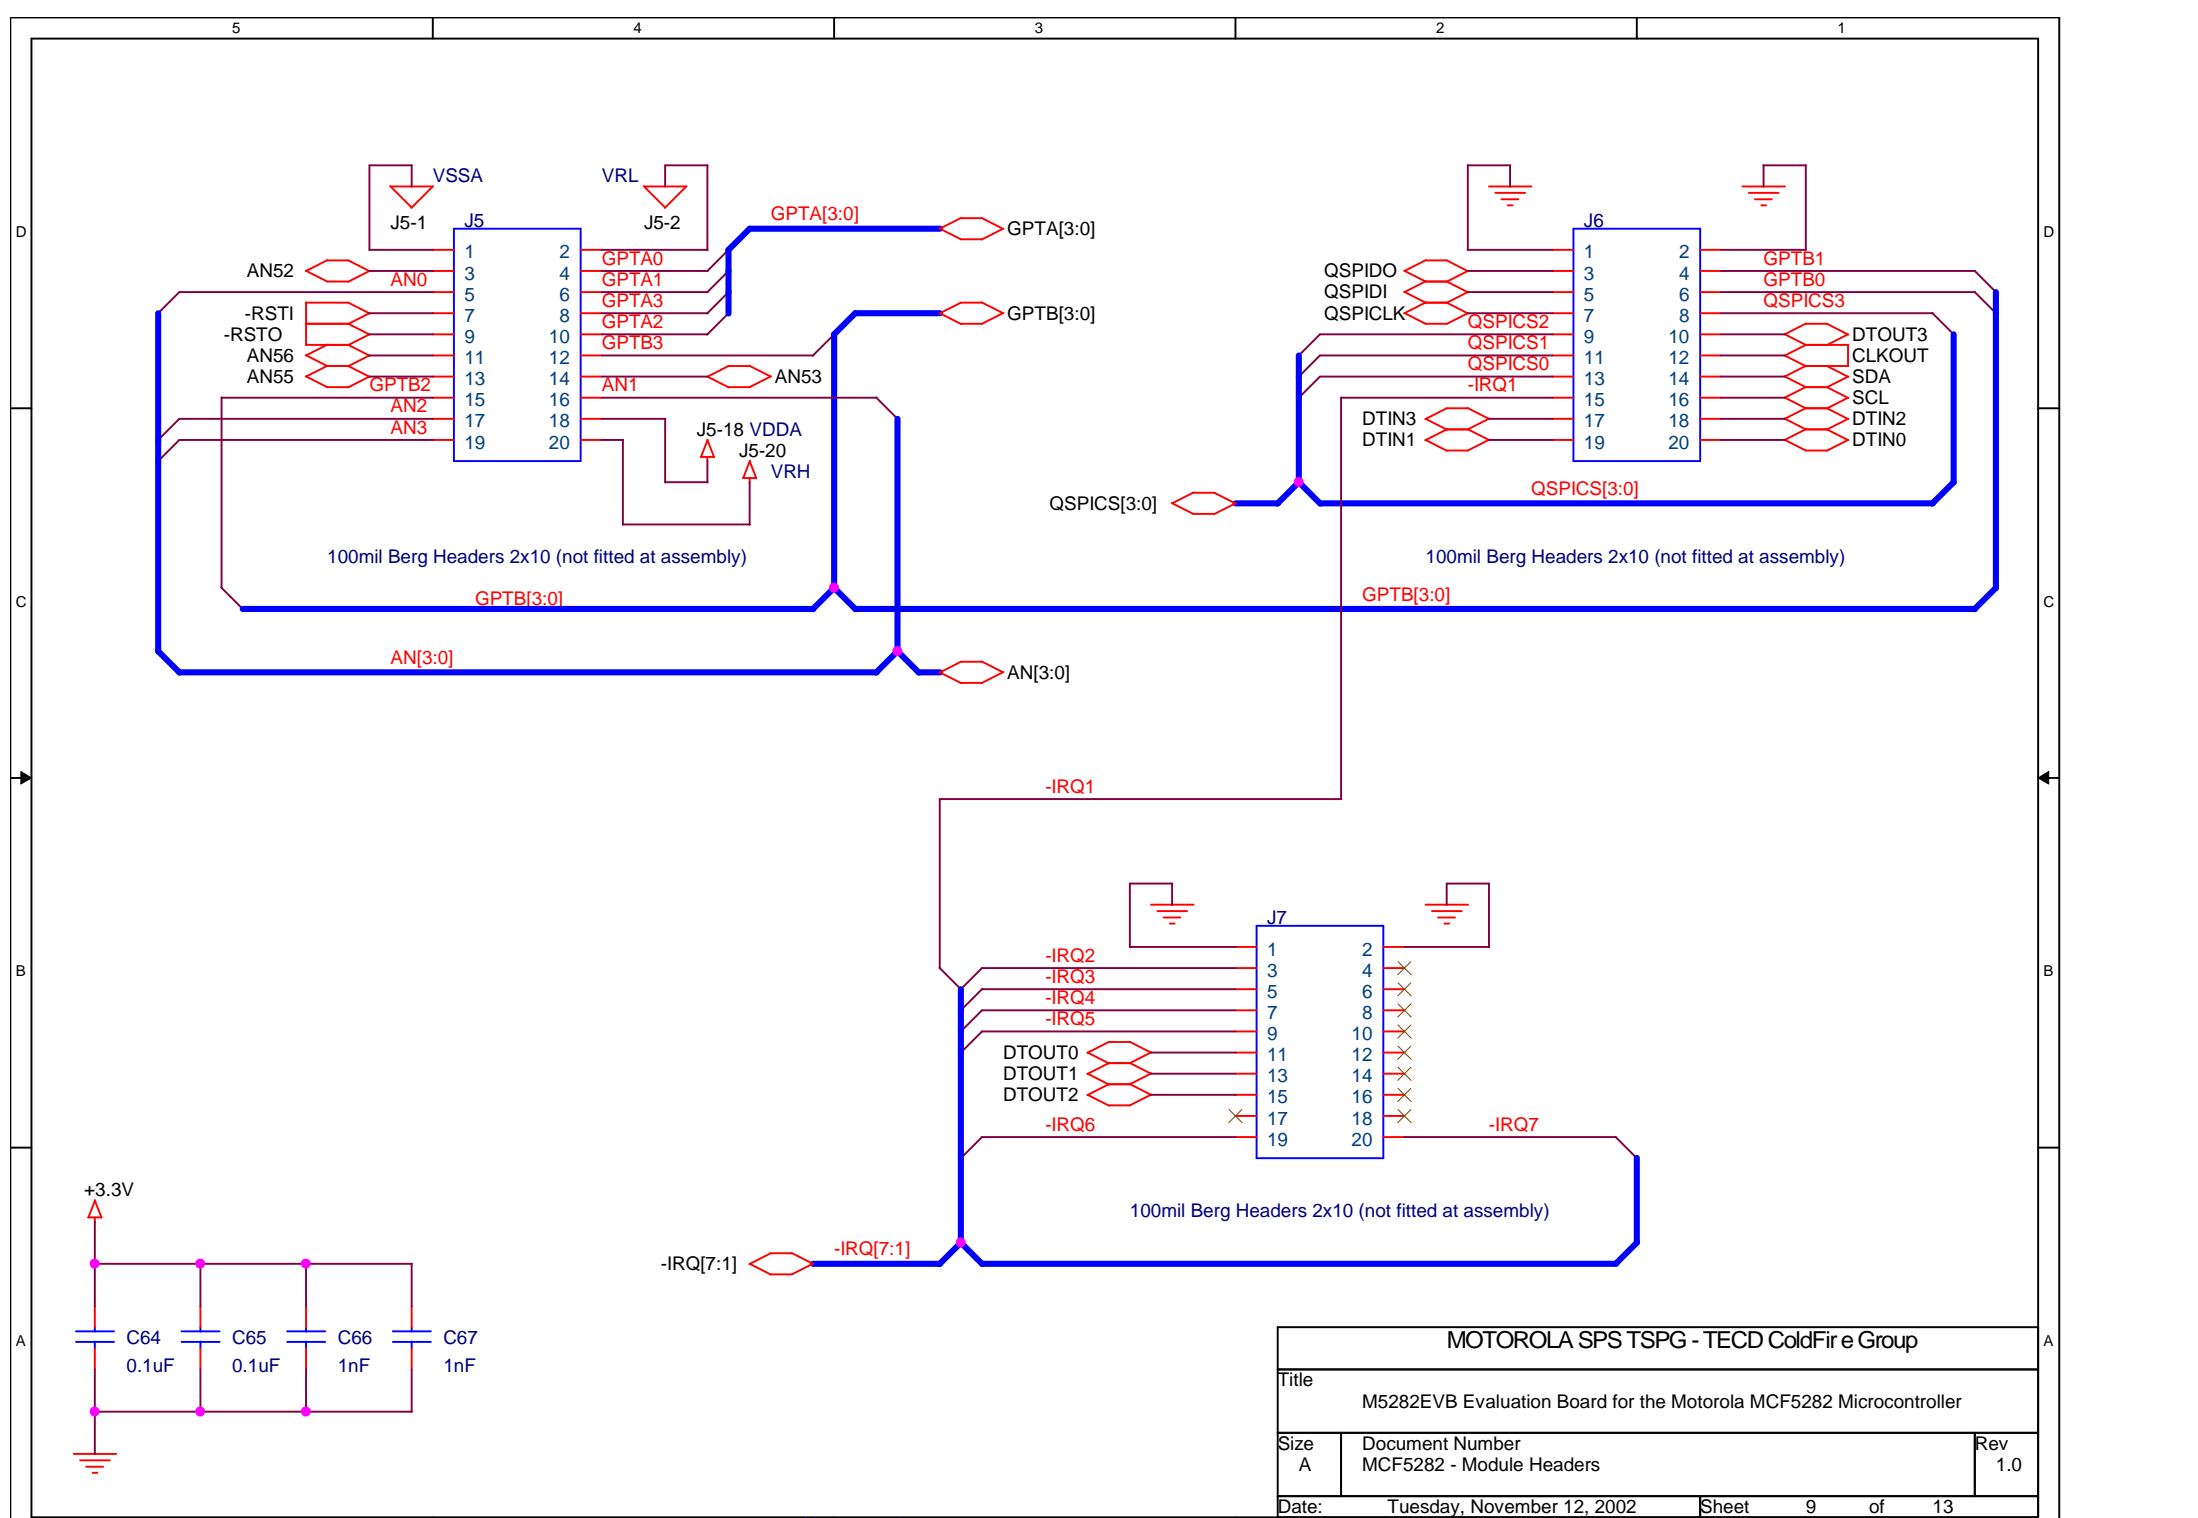 5 4 3 2 1
D
D
VSSA
J5-1
VRL
J5-2
J5
1 2
3 4
5 6
7 8
9 10
11 12
13 14
15 16
17 18
19 20
AN52
AN0
-RSTI
-RSTO
AN56
AN55
GPTB2
AN2
AN3
GPTA0
GPTA1
GPTA3
GPTA2
GPTB3
AN1
AN53
GPTA[3:0]
GPTA[3:0]
GPTB[3:0]
J5-18 VDDA
J5-20
VRH
100mil Berg Headers 2x10 (not fitted at assembly)
J6
1 2
3 4
5 6
7 8
9 10
11 12
13 14
15 16
17 18
19 20
QSPIDO
QSPIDI
QSPICLK
QSPICS2
QSPICS1
QSPICS0
-IRQ1
DTIN3
DTIN1
GPTB1
GPTB0
QSPICS3
DTOUT3
CLKOUT
SDA
SCL
DTIN2
DTIN0
QSPICS[3:0]
QSPICS[3:0]
100mil Berg Headers 2x10 (not fitted at assembly)
C
C
GPTB[3:0]
GPTB[3:0]
AN[3:0]
AN[3:0]
-IRQ1
B
B
J7
1 2
3 4
5 6
7 8
9 10
11 12
13 14
15 16
17 18
19 20
-IRQ2
-IRQ3
-IRQ4
-IRQ5
DTOUT0
DTOUT1
DTOUT2
-IRQ6
-IRQ7
100mil Berg Headers 2x10 (not fitted at assembly)
-IRQ[7:1]
-IRQ[7:1]
+3.3V
C64
0.1uF
C65
0.1uF
C66
1nF
C67
1nF
A
A
MOTOROLA SPS TSPG - TECD ColdFire Group
Title
M5282EVB Evaluation Board for the Motorola MCF5282 Microcontroller
Size
A
Document Number
MCF5282 - Module Headers
Rev
1.0
Date: Tuesday, November 12, 2002 Sheet 9 of 13